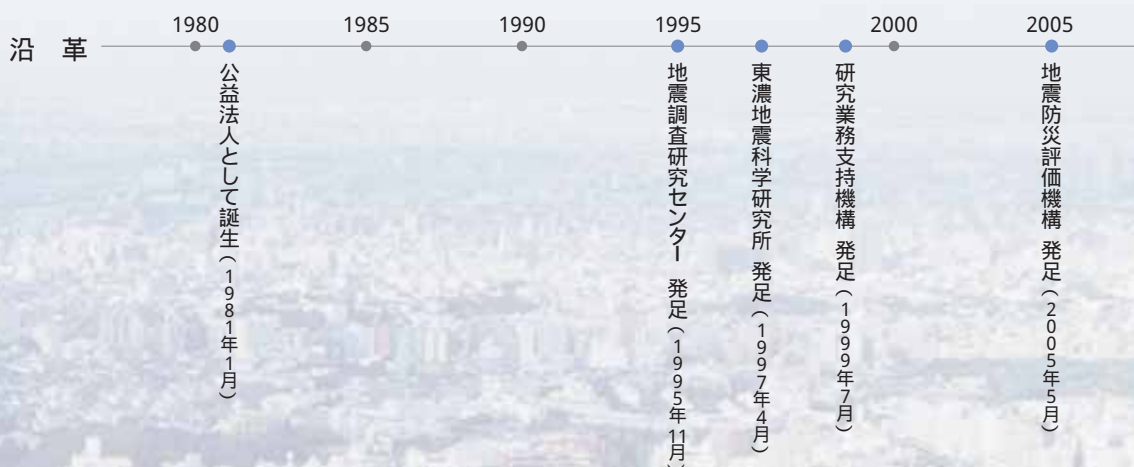 沿 革
1980 1985 1990 1995 2000 2005
公益法人として誕生（1981年1月）
地震調査研究センター 発足（1995年11月）
東濃地震科学研究所 発足（1997年4月）
研究業務支持機構 発足（1999年7月）
地震防災評価機構 発足（2005年5月）